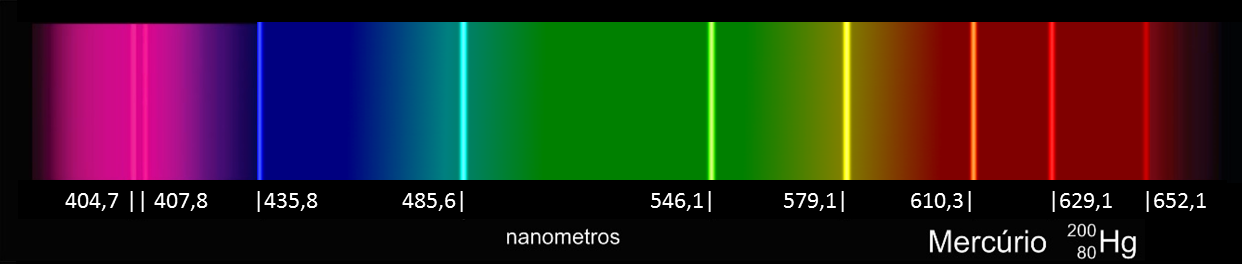 404,7 || 407,8 |435,8 485,6| 546,1| 579,1| 610,3| |629,1 |652,1
nanometros
Mercúrio 200 80 Hg